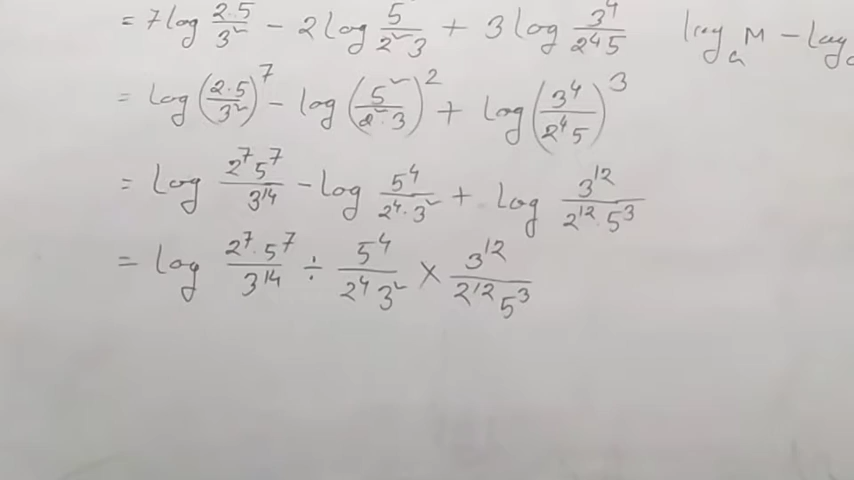 = 7 log 2·5/3² - 2 log 5/2²3 + 3 log 3⁴/2⁴5 log_a M - log
= log(2·5/3²)⁷ - log(5²/2²·3)² + log(3⁴/2⁴5)³
= log 2⁷5⁷/3¹⁴ - log 5⁴/2⁴·3² + log 3¹²/2¹²·5³
= log 2⁷·5⁷/3¹⁴ ÷ 5⁴/2⁴3² × 3¹²/2¹²5³